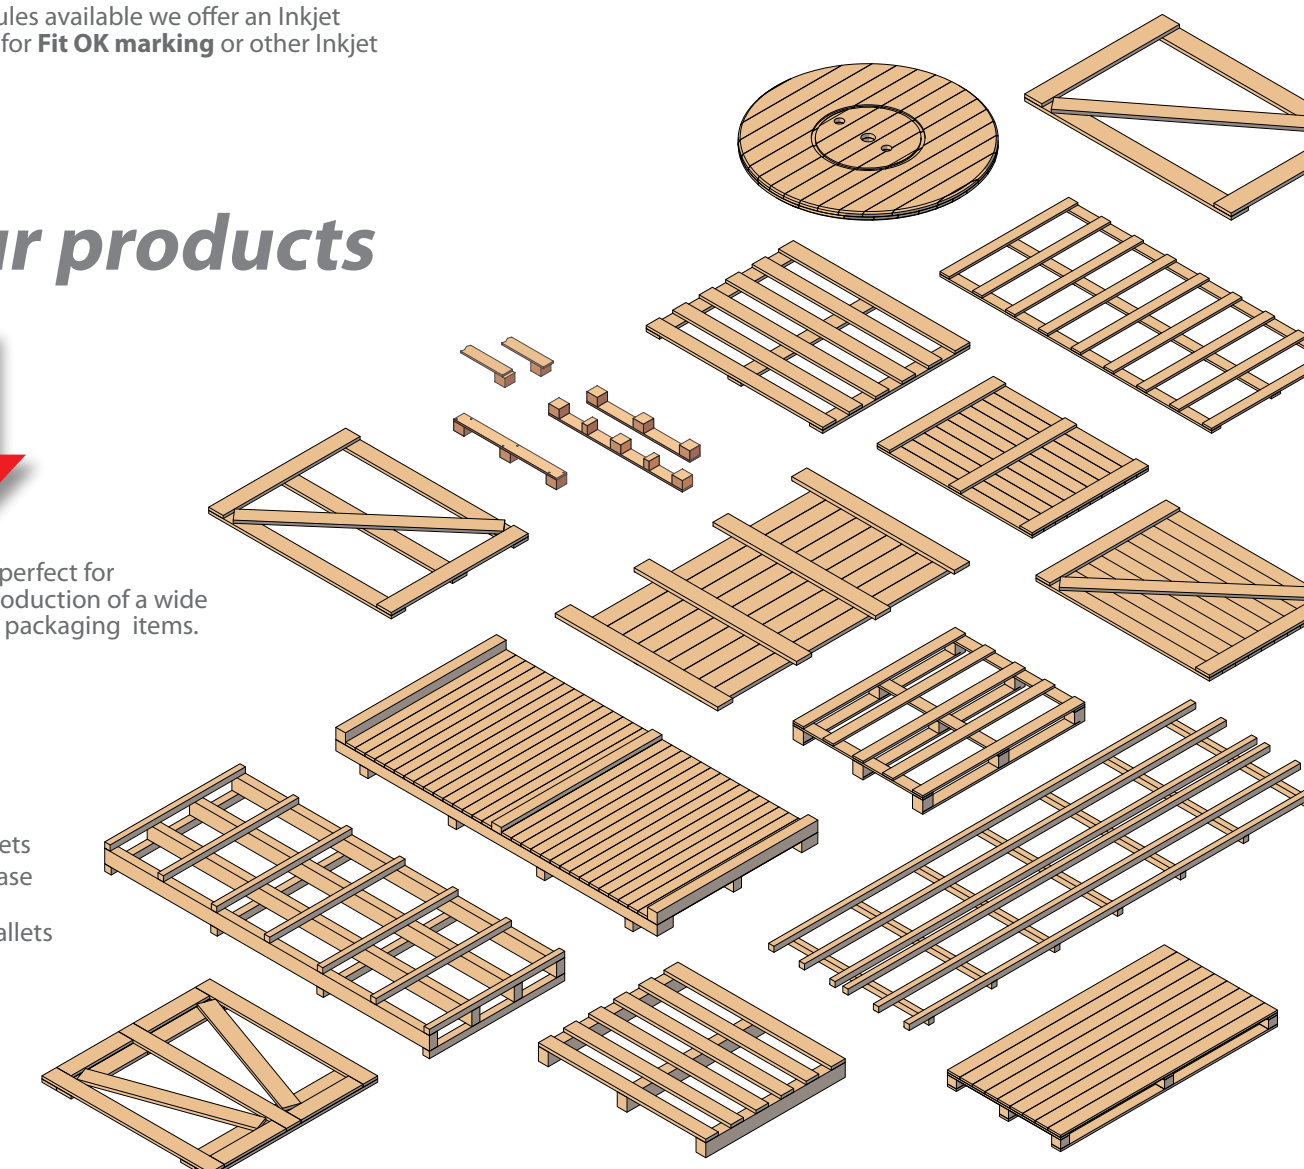 ules available we offer an Inkjet
for Fit OK marking or other Inkjet
ur products
perfect for
oduction of a wide
packaging items.
ets
ase
allets